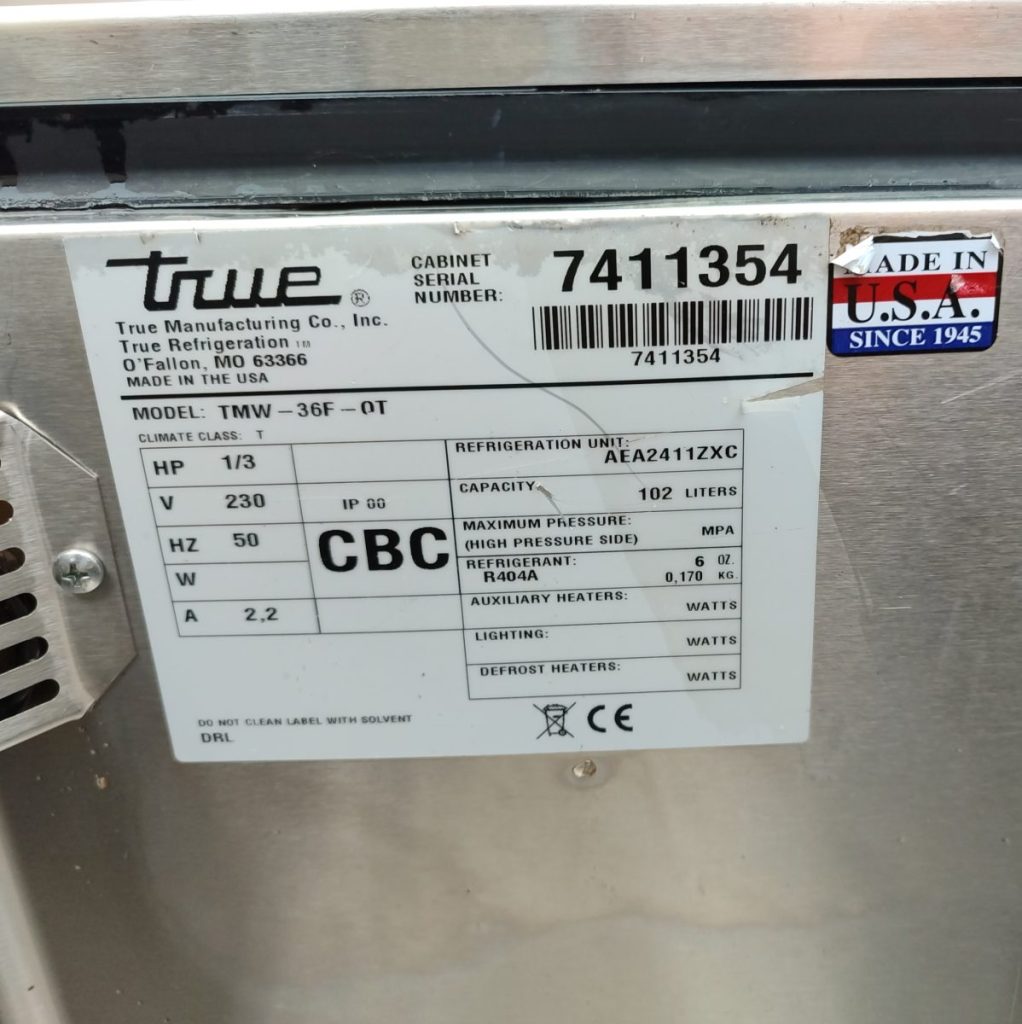 true®
True Manufacturing Co., Inc.
True Refrigeration TM
O'Fallon, MO 63366
MADE IN THE USA
CABINET
SERIAL
NUMBER:
7411354
7411354
MADE IN
U.S.A.
SINCE 1945
MODEL: TMW-36F-0T
CLIMATE CLASS: T
HP 1/3
V 230
HZ 50
W
A 2,2
IP 00
CBC
REFRIGERATION UNIT:
AEA2411ZXC
CAPACITY
102 LITERS
MAXIMUM PRESSURE:
(HIGH PRESSURE SIDE) MPA
REFRIGERANT: 6 OZ.
R404A 0,170 KG.
AUXILIARY HEATERS:
WATTS
LIGHTING:
WATTS
DEFROST HEATERS:
WATTS
DO NOT CLEAN LABEL WITH SOLVENT
DRL
CE